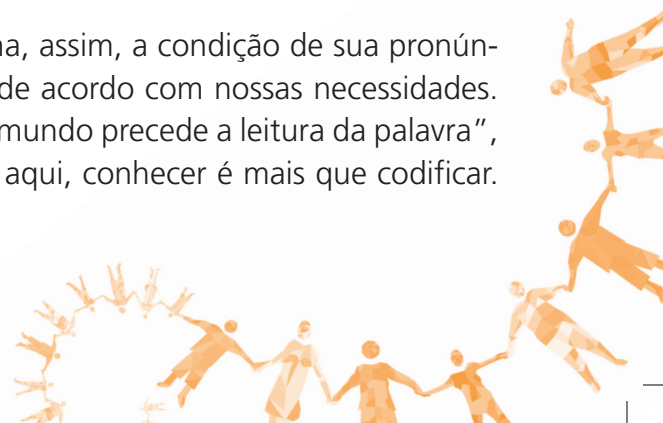 a, assim, a condição de sua pronún-
de acordo com nossas necessidades.
mundo precede a leitura da palavra”,
aqui, conhecer é mais que codificar.